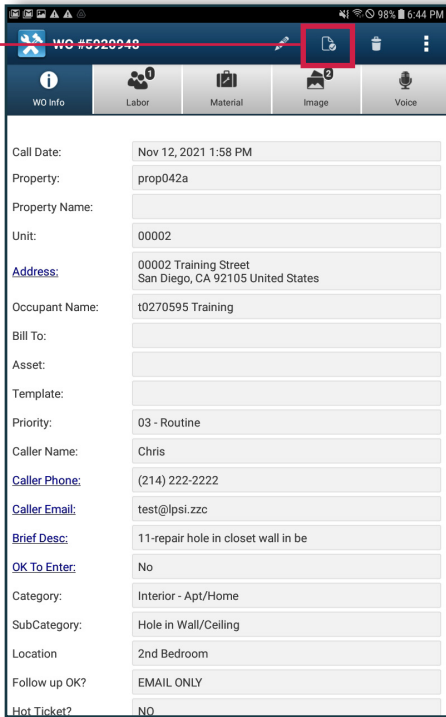 98% 6:44 PM
WO #5920948
1
2
WO Info Labor Material Image Voice
Call Date: Nov 12, 2021 1:58 PM
Property: prop042a
Property Name:
Unit: 00002
Address: 00002 Training Street
San Diego, CA 92105 United States
Occupant Name: t0270595 Training
Bill To:
Asset:
Template:
Priority: 03 - Routine
Caller Name: Chris
Caller Phone: (214) 222-2222
Caller Email: test@lpsi.zzc
Brief Desc: 11-repair hole in closet wall in be
OK To Enter: No
Category: Interior - Apt/Home
SubCategory: Hole in Wall/Ceiling
Location 2nd Bedroom
Follow up OK? EMAIL ONLY
Hot Ticket? NO